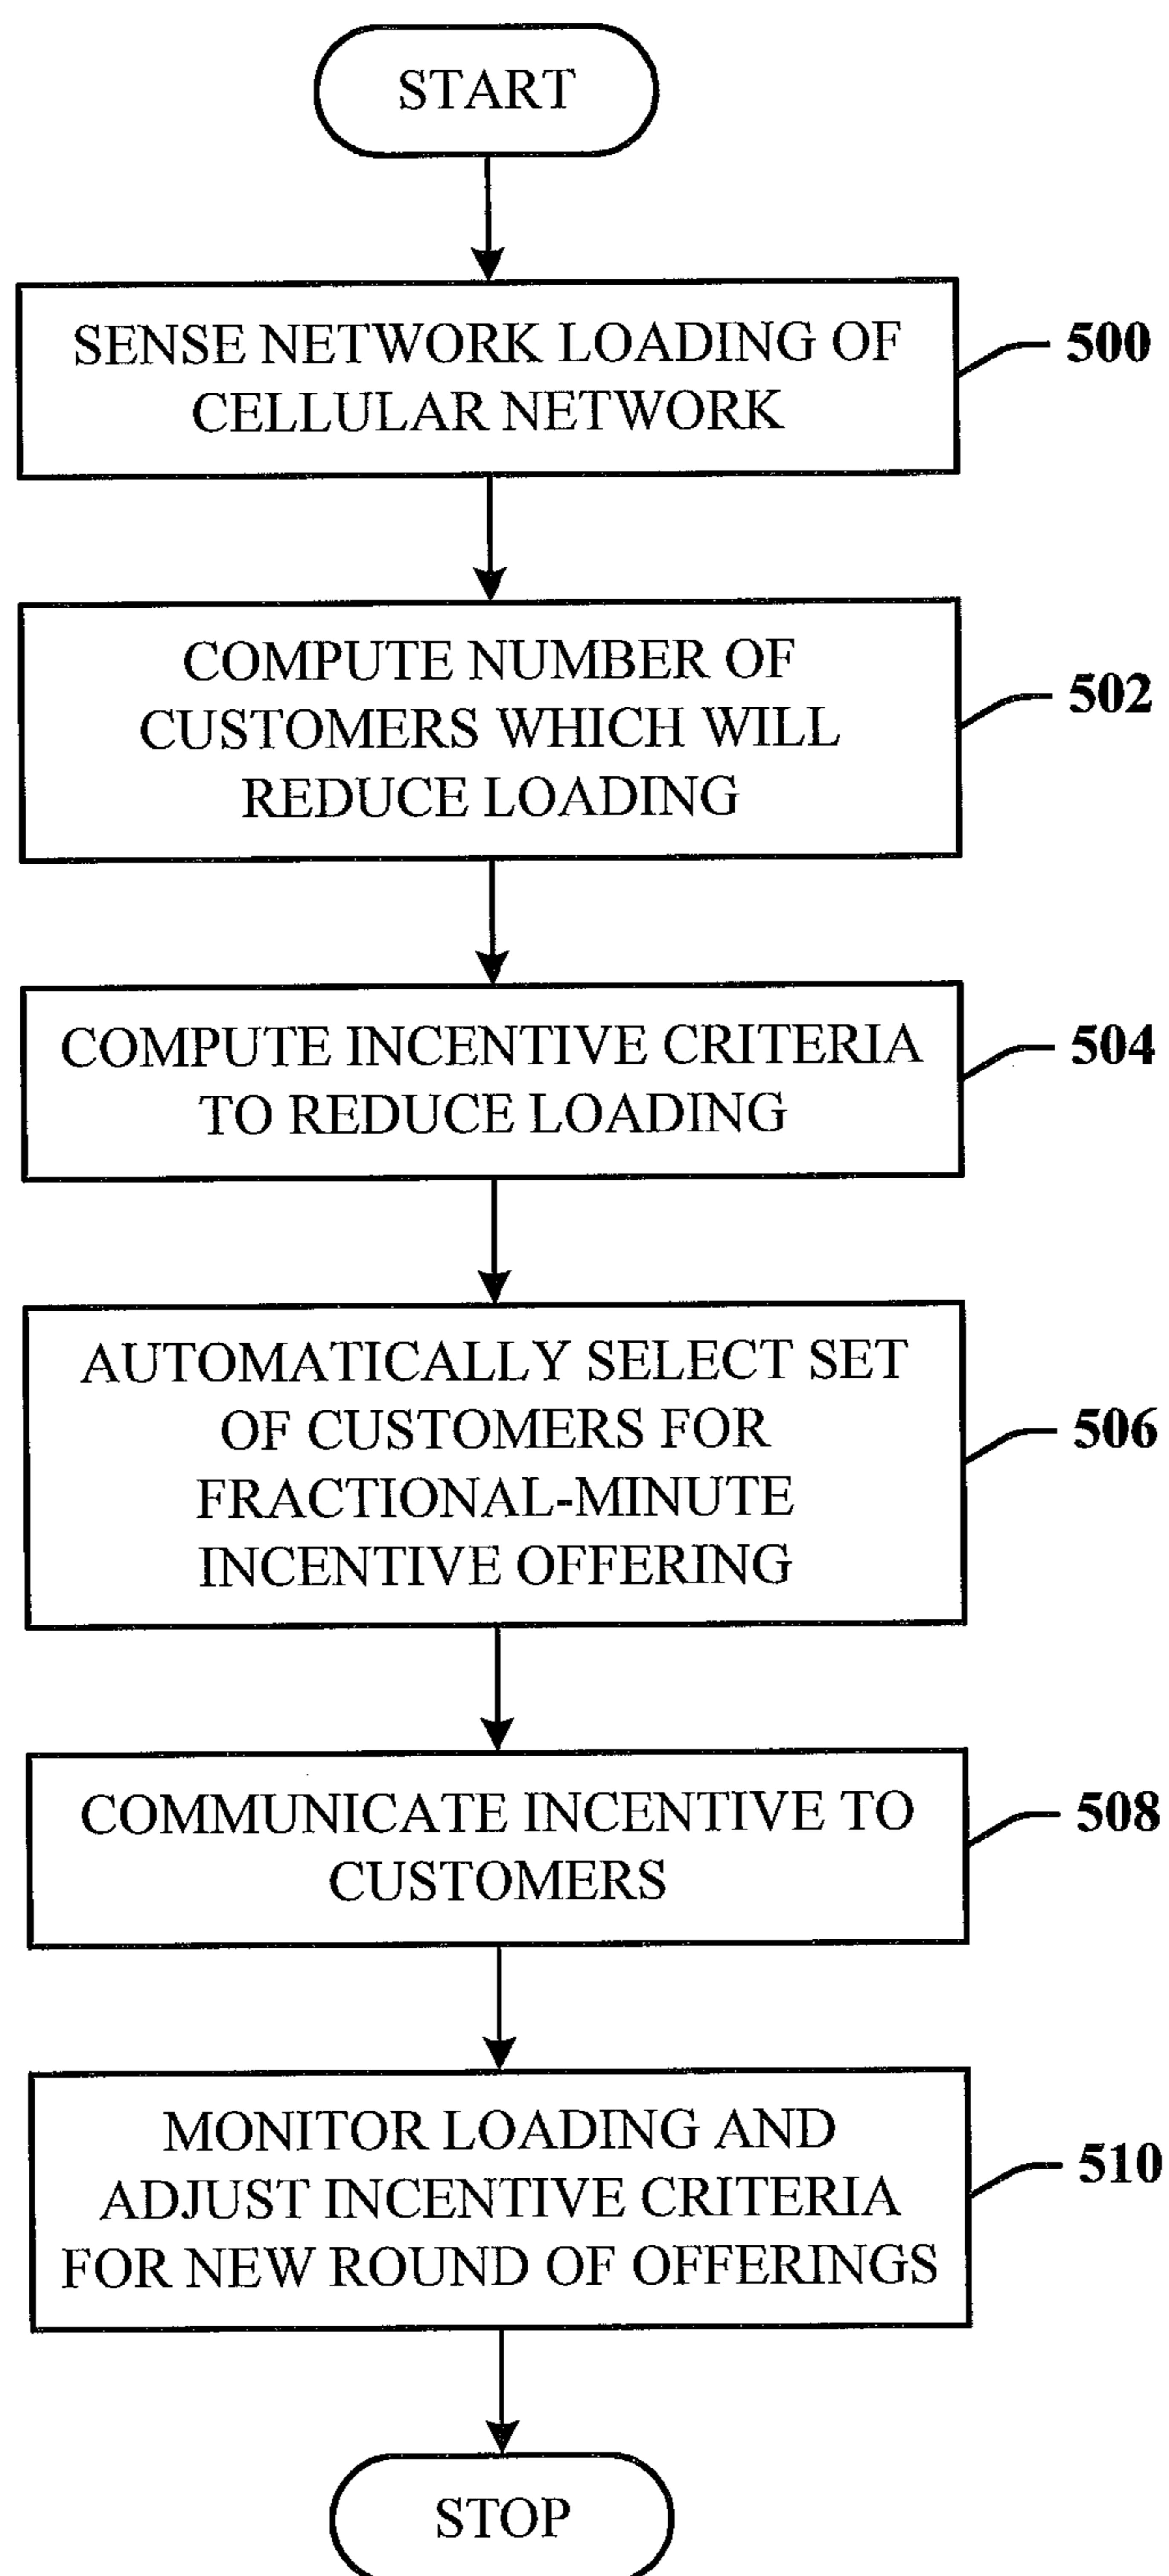 START
SENSE NETWORK LOADING OF
CELLULAR NETWORK
500
COMPUTE NUMBER OF
CUSTOMERS WHICH WILL
REDUCE LOADING
502
COMPUTE INCENTIVE CRITERIA
TO REDUCE LOADING
504
AUTOMATICALLY SELECT SET
OF CUSTOMERS FOR
FRACTIONAL-MINUTE
INCENTIVE OFFERING
506
COMMUNICATE INCENTIVE TO
CUSTOMERS
508
MONITOR LOADING AND
ADJUST INCENTIVE CRITERIA
FOR NEW ROUND OF OFFERINGS
510
STOP